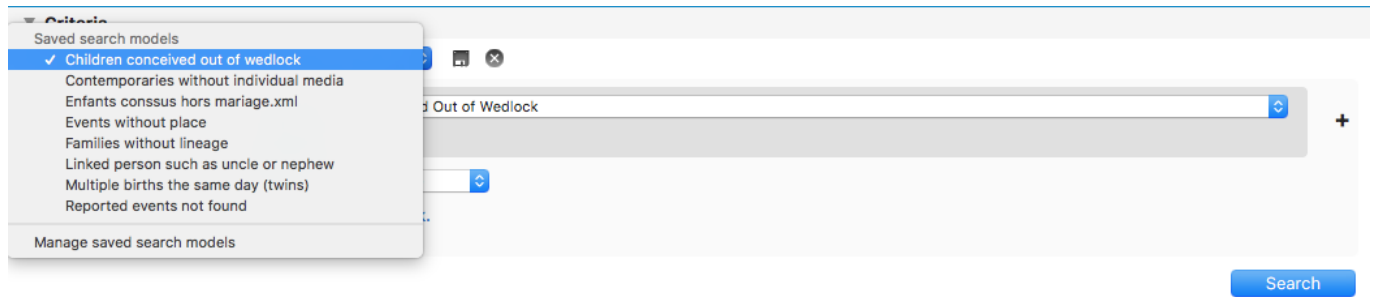 Criteria
Saved search models
✓ Children conceived out of wedlock
Contemporaries without individual media
Enfants conssus hors mariage.xml
Events without place
Families without lineage
Linked person such as uncle or nephew
Multiple births the same day (twins)
Reported events not found
Manage saved search models
Out of Wedlock
+
Search